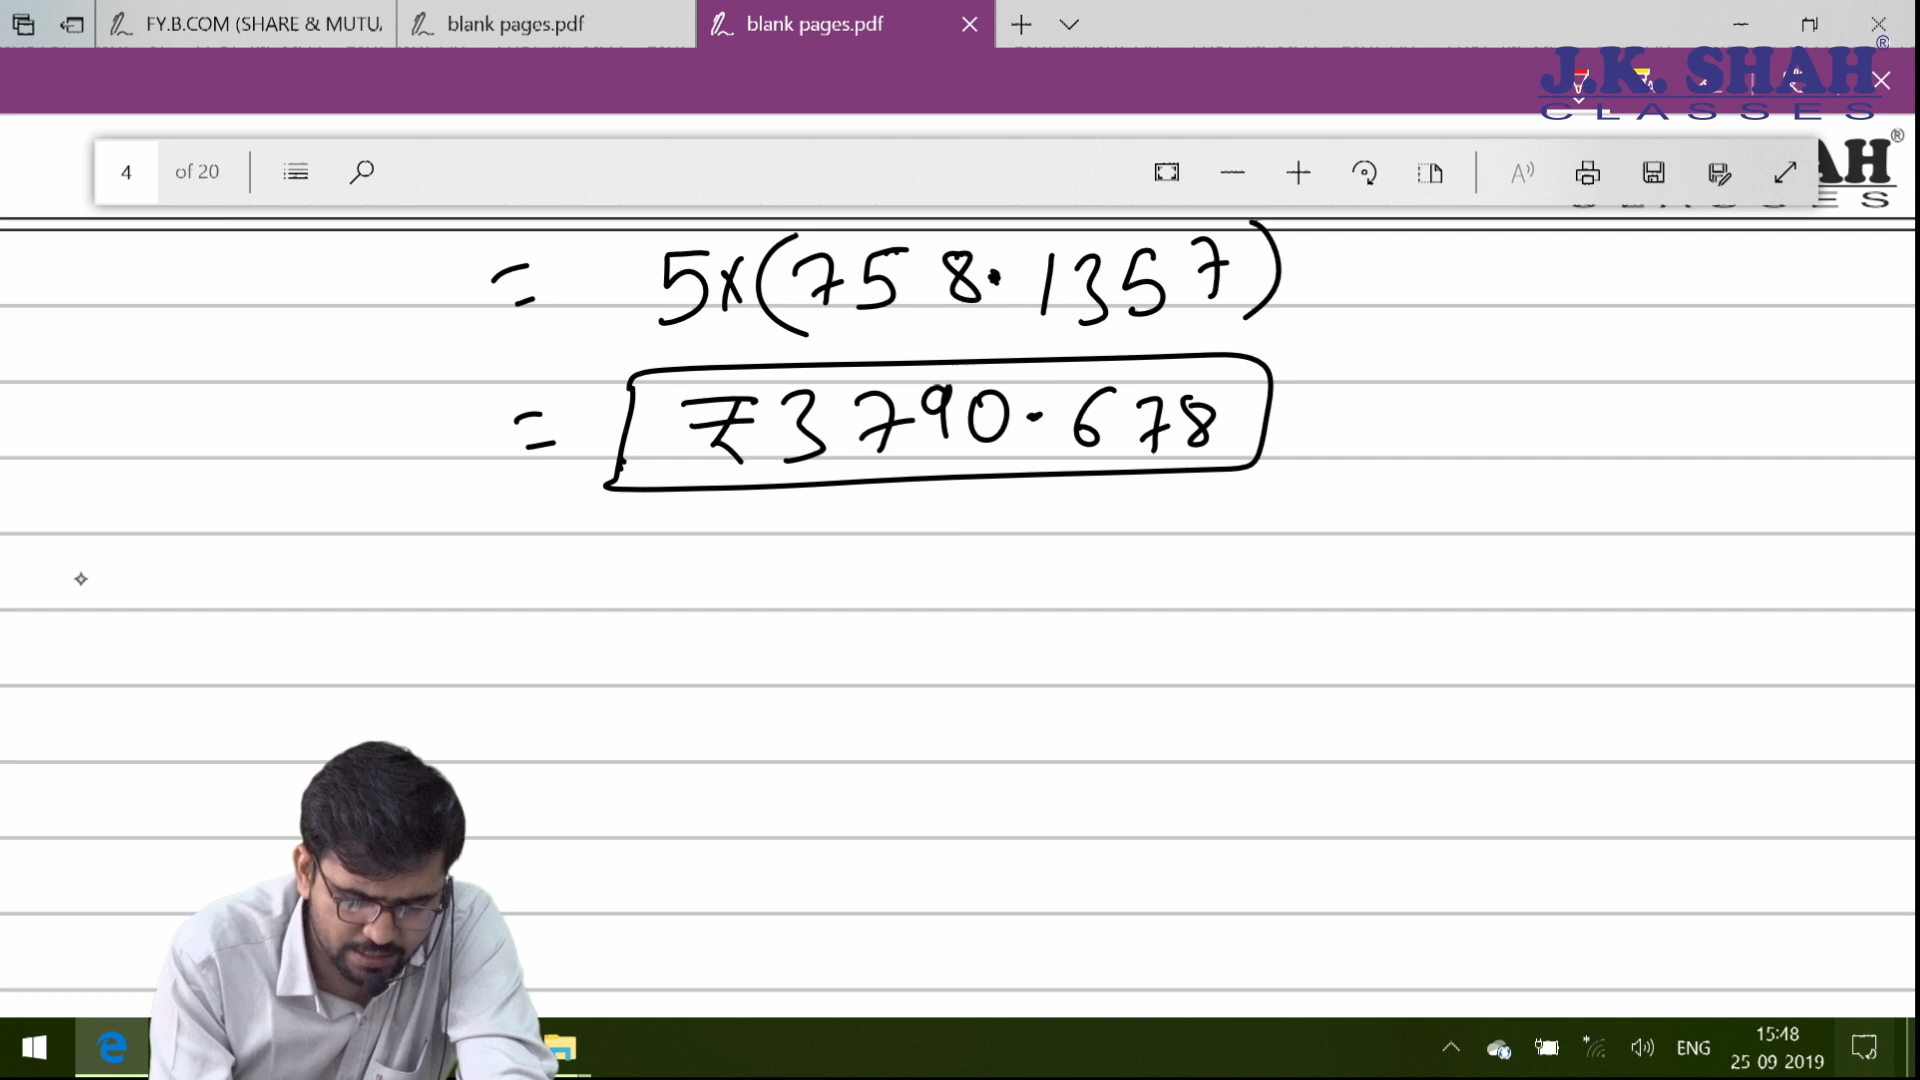 FY.B.COM (SHARE & MUTU
blank pages.pdf
blank pages.pdf
J.K. SHAH®
CLASSES
4 of 20
AH®
= 5x(758.1357)
= ₹3790.678
ENG
15:48
25 09 2019